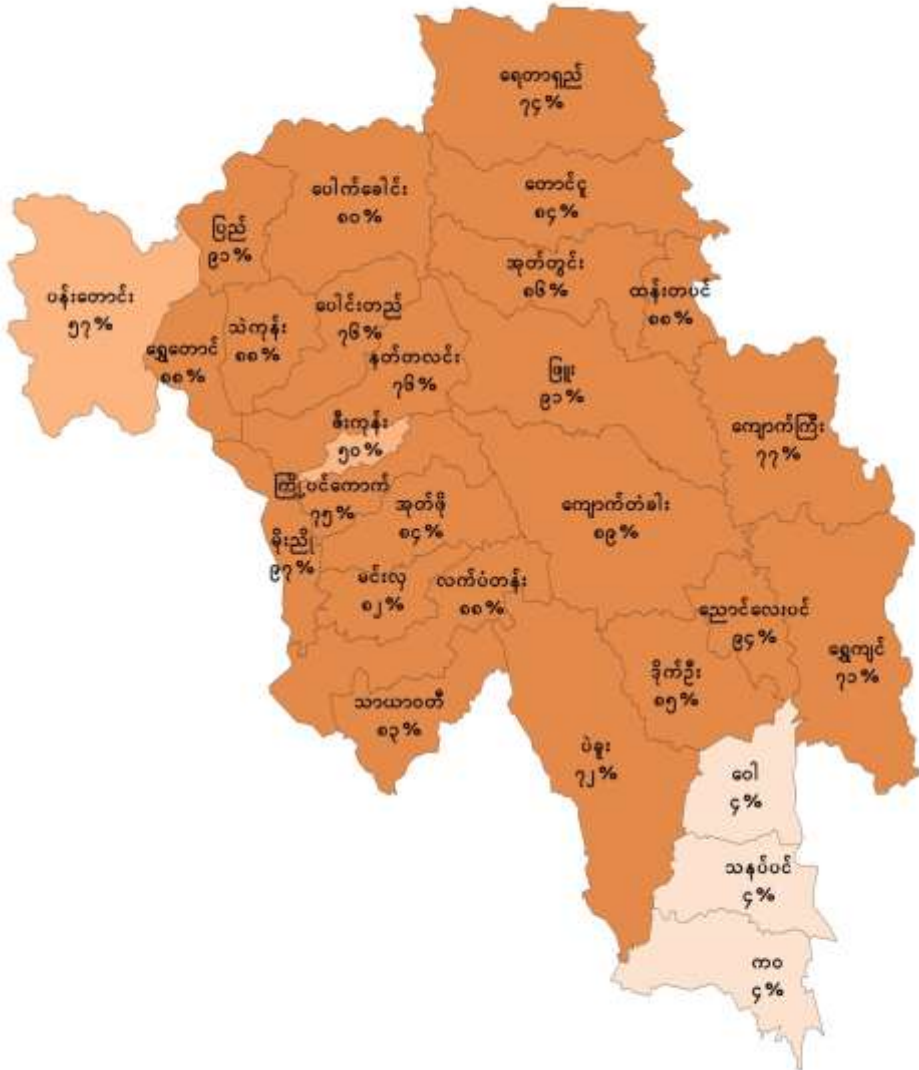 ရေတာရှည်
၇၄%
ပေါက်ခေါင်း
၈၀%
တောင်ငူ
၈၄%
ပြည်
၉၁%
အုတ်တွင်း
၈၆%
ထန်းတပင်
၈၈%
ပန်းတောင်း
၅၇%
ရွှေတောင်
၈၈%
သဲကုန်း
၈၈%
ပေါင်းတည်
၇၆%
နတ်တလင်း
၇၆%
ဖြူး
၉၁%
ကျောက်ကြီး
၇၇%
ဇီးကုန်း
၅၀%
ကြို့ပင်ကောက်
၇၅%
အုတ်ဖို
၈၄%
ကျောက်တံခါး
၈၉%
မိုးညို
၉၇%
မင်းလှ
၈၂%
လက်ပံတန်း
၈၈%
ညောင်လေးပင်
၉၄%
ရွှေကျင်
၇၁%
ဒိုက်ဦး
၈၅%
သာယာဝတီ
၈၃%
ပဲခူး
၇၂%
ဝေါ
၄%
သနပ်ပင်
၄%
ကဝ
၄%